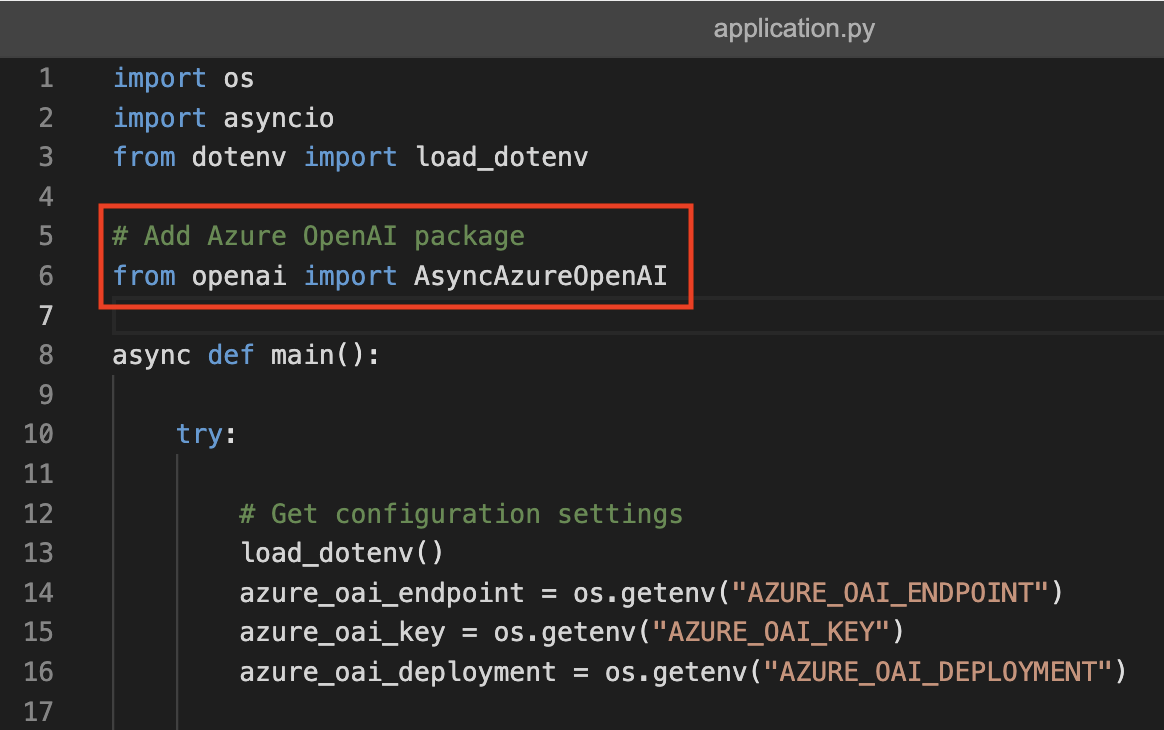 application.py
1 import os
2 import asyncio
3 from dotenv import load_dotenv
4
5 # Add Azure OpenAI package
6 from openai import AsyncAzureOpenAI
7
8 async def main():
9
10 try:
11
12 # Get configuration settings
13 load_dotenv()
14 azure_oai_endpoint = os.getenv("AZURE_OAI_ENDPOINT")
15 azure_oai_key = os.getenv("AZURE_OAI_KEY")
16 azure_oai_deployment = os.getenv("AZURE_OAI_DEPLOYMENT")
17